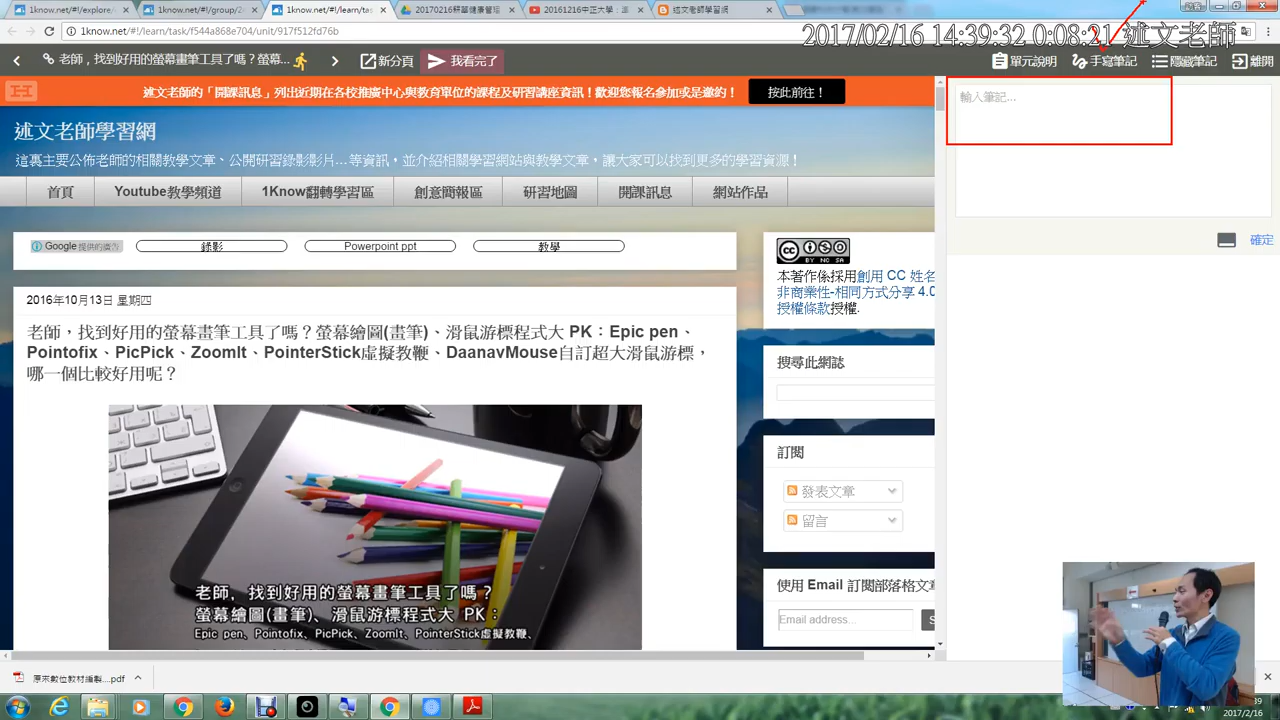 1know.net/#!/explore/
1know.net/#!/group/2
1know.net/#!/learn/tas
20161216中正大學：
述文老師學習網
1know.net/#!/learn/task/f544a868e704/unit/917f512fd76b
2017/02/16 14:39:32 0:08:21 述文老師
老師，找到好用的螢幕畫筆工具了嗎？螢幕...
新分頁
我看完了
單元說明
手寫筆記
隱藏筆記
離開
述文老師的「開課訊息」列出近期在各校推廣中心與教育單位的課程及研習講座資訊！歡迎您報名參加或是邀約！
按此前往！
輸入筆記...
確定
述文老師學習網
這裏主要公佈老師的相關教學文章、公開研習錄影影片...等資訊，並介紹相關學習網站與教學文章，讓大家可以找到更多的學習資源！
首頁
Youtube教學頻道
1Know翻轉學習區
創意簡報區
研習地圖
開課訊息
網站作品
Google 提供的廣告
錄影
Powerpoint ppt
教學
2016年10月13日 星期四
老師，找到好用的螢幕畫筆工具了嗎？螢幕繪圖(畫筆)、滑鼠游標程式大 PK：Epic pen、
Pointofix、PicPick、ZoomIt、PointerStick虛擬教鞭、DaanavMouse自訂超大滑鼠游標，
哪一個比較好用呢？
老師，找到好用的螢幕畫筆工具了嗎？
螢幕繪圖(畫筆)、滑鼠游標程式大 PK：
Epic pen、Pointofix、PicPick、ZoomIt、PointerStick虛擬教鞭、
CC BY NC SA
本著作係採用創用 CC 姓名
非商業性-相同方式分享 4.0
授權條款授權.
搜尋此網誌
訂閱
發表文章
留言
使用 Email 訂閱部落格文章
Email address...
S
2017/2/16